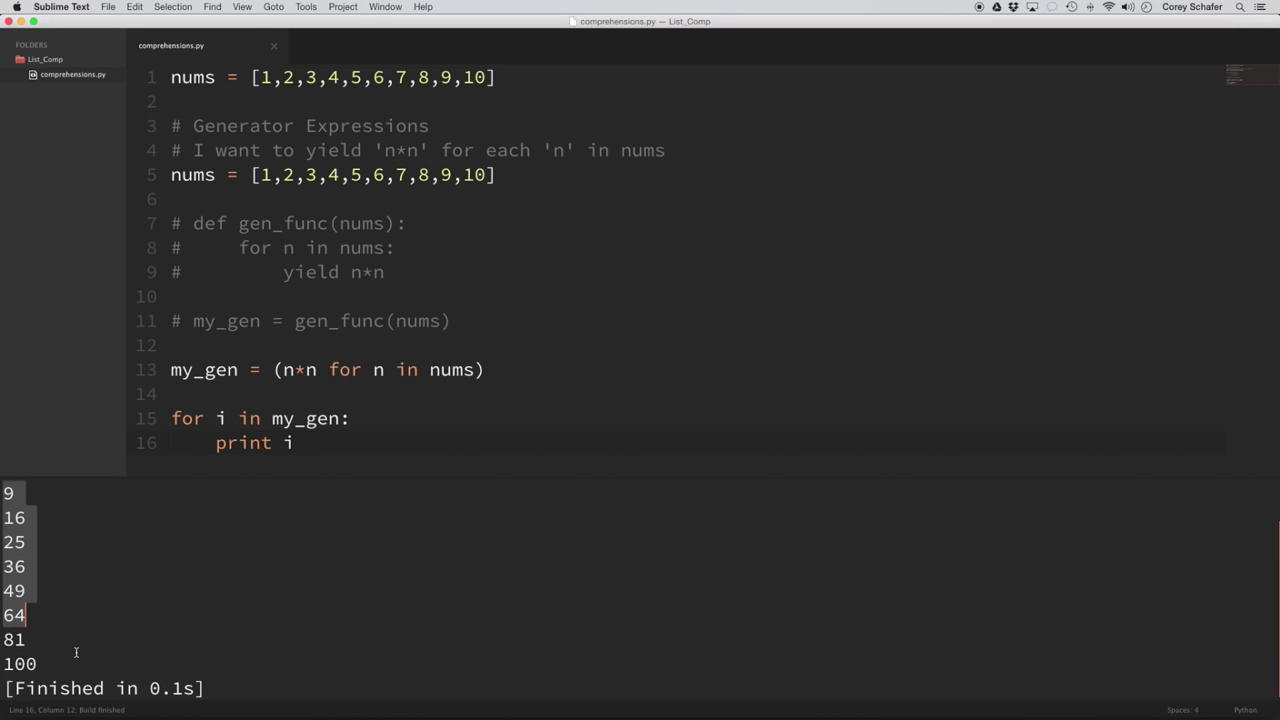 Sublime Text File Edit Selection Find View Goto Tools Project Window Help Corey Schafer
comprehensions.py — List_Comp
FOLDERS
List_Comp
comprehensions.py
comprehensions.py
1 nums = [1,2,3,4,5,6,7,8,9,10]
2
3 # Generator Expressions
4 # I want to yield 'n*n' for each 'n' in nums
5 nums = [1,2,3,4,5,6,7,8,9,10]
6
7 # def gen_func(nums):
8 #     for n in nums:
9 #         yield n*n
10
11 # my_gen = gen_func(nums)
12
13 my_gen = (n*n for n in nums)
14
15 for i in my_gen:
16     print i
9
16
25
36
49
64
81
100
[Finished in 0.1s]
Line 16, Column 12, Build finished Spaces: 4 Python